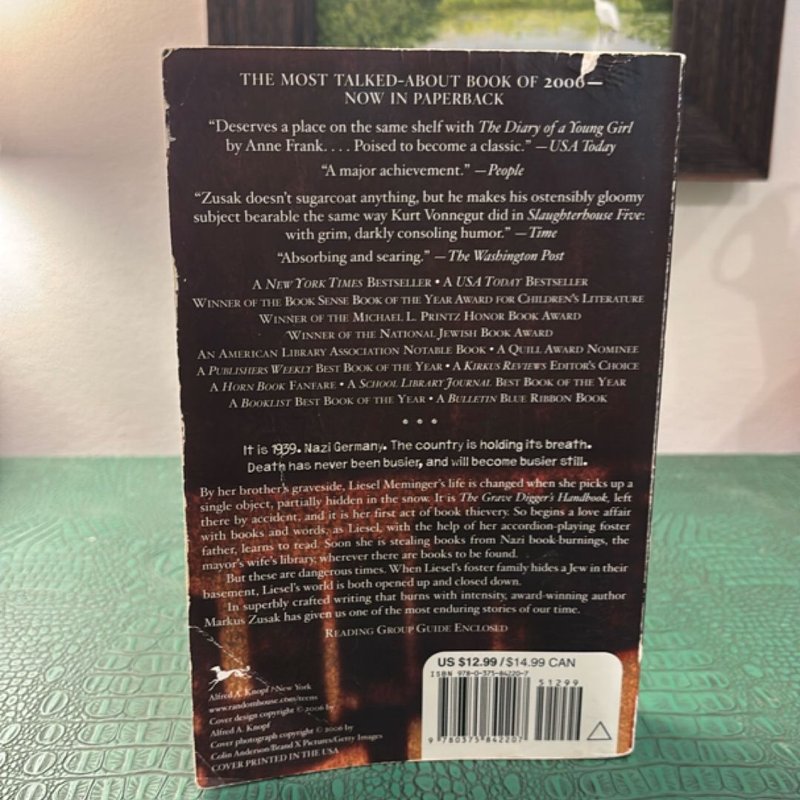 THE MOST TALKED-ABOUT BOOK OF 2006—
NOW IN PAPERBACK
“Deserves a place on the same shelf with The Diary of a Young Girl
by Anne Frank. . . . Poised to become a classic.” —USA Today
“A major achievement.” —People
“Zusak doesn’t sugarcoat anything, but he makes his ostensibly gloomy
subject bearable the same way Kurt Vonnegut did in Slaughterhouse Five:
with grim, darkly consoling humor.” —Time
“Absorbing and searing.” —The Washington Post
A NEW YORK TIMES BESTSELLER • A USA TODAY BESTSELLER
WINNER OF THE BOOK SENSE BOOK OF THE YEAR AWARD FOR CHILDREN’S LITERATURE
WINNER OF THE MICHAEL L. PRINTZ HONOR BOOK AWARD
WINNER OF THE NATIONAL JEWISH BOOK AWARD
AN AMERICAN LIBRARY ASSOCIATION NOTABLE BOOK • A QUILL AWARD NOMINEE
A PUBLISHERS WEEKLY BEST BOOK OF THE YEAR • A KIRKUS REVIEWS EDITOR’S CHOICE
A HORN BOOK FANFARE • A SCHOOL LIBRARY JOURNAL BEST BOOK OF THE YEAR
A BOOKLIST BEST BOOK OF THE YEAR • A BULLETIN BLUE RIBBON BOOK
• • •
It is 1939. Nazi Germany. The country is holding its breath.
Death has never been busier, and will become busier still.
By her brother’s graveside, Liesel Meminger’s life is changed when she picks up a
single object, partially hidden in the snow. It is The Grave Digger’s Handbook, left
there by accident, and it is her first act of book thievery. So begins a love affair
with books and words, as Liesel, with the help of her accordion-playing foster
father, learns to read. Soon she is stealing books from Nazi book-burnings, the
mayor’s wife’s library, wherever there are books to be found.
But these are dangerous times. When Liesel’s foster family hides a Jew in their
basement, Liesel’s world is both opened up and closed down.
In superbly crafted writing that burns with intensity, award-winning author
Markus Zusak has given us one of the most enduring stories of our time.
READING GROUP GUIDE ENCLOSED
US $12.99 / $14.99 CAN
ISBN 978-0-375-84220-7
51299
9 780375 842207
Alfred A. Knopf / New York
www.randomhouse.com/teens
Cover design copyright © 2006 by
Alfred A. Knopf
Cover photograph copyright © 2006 by
Colin Anderson/Brand X Pictures/Getty Images
COVER PRINTED IN THE USA